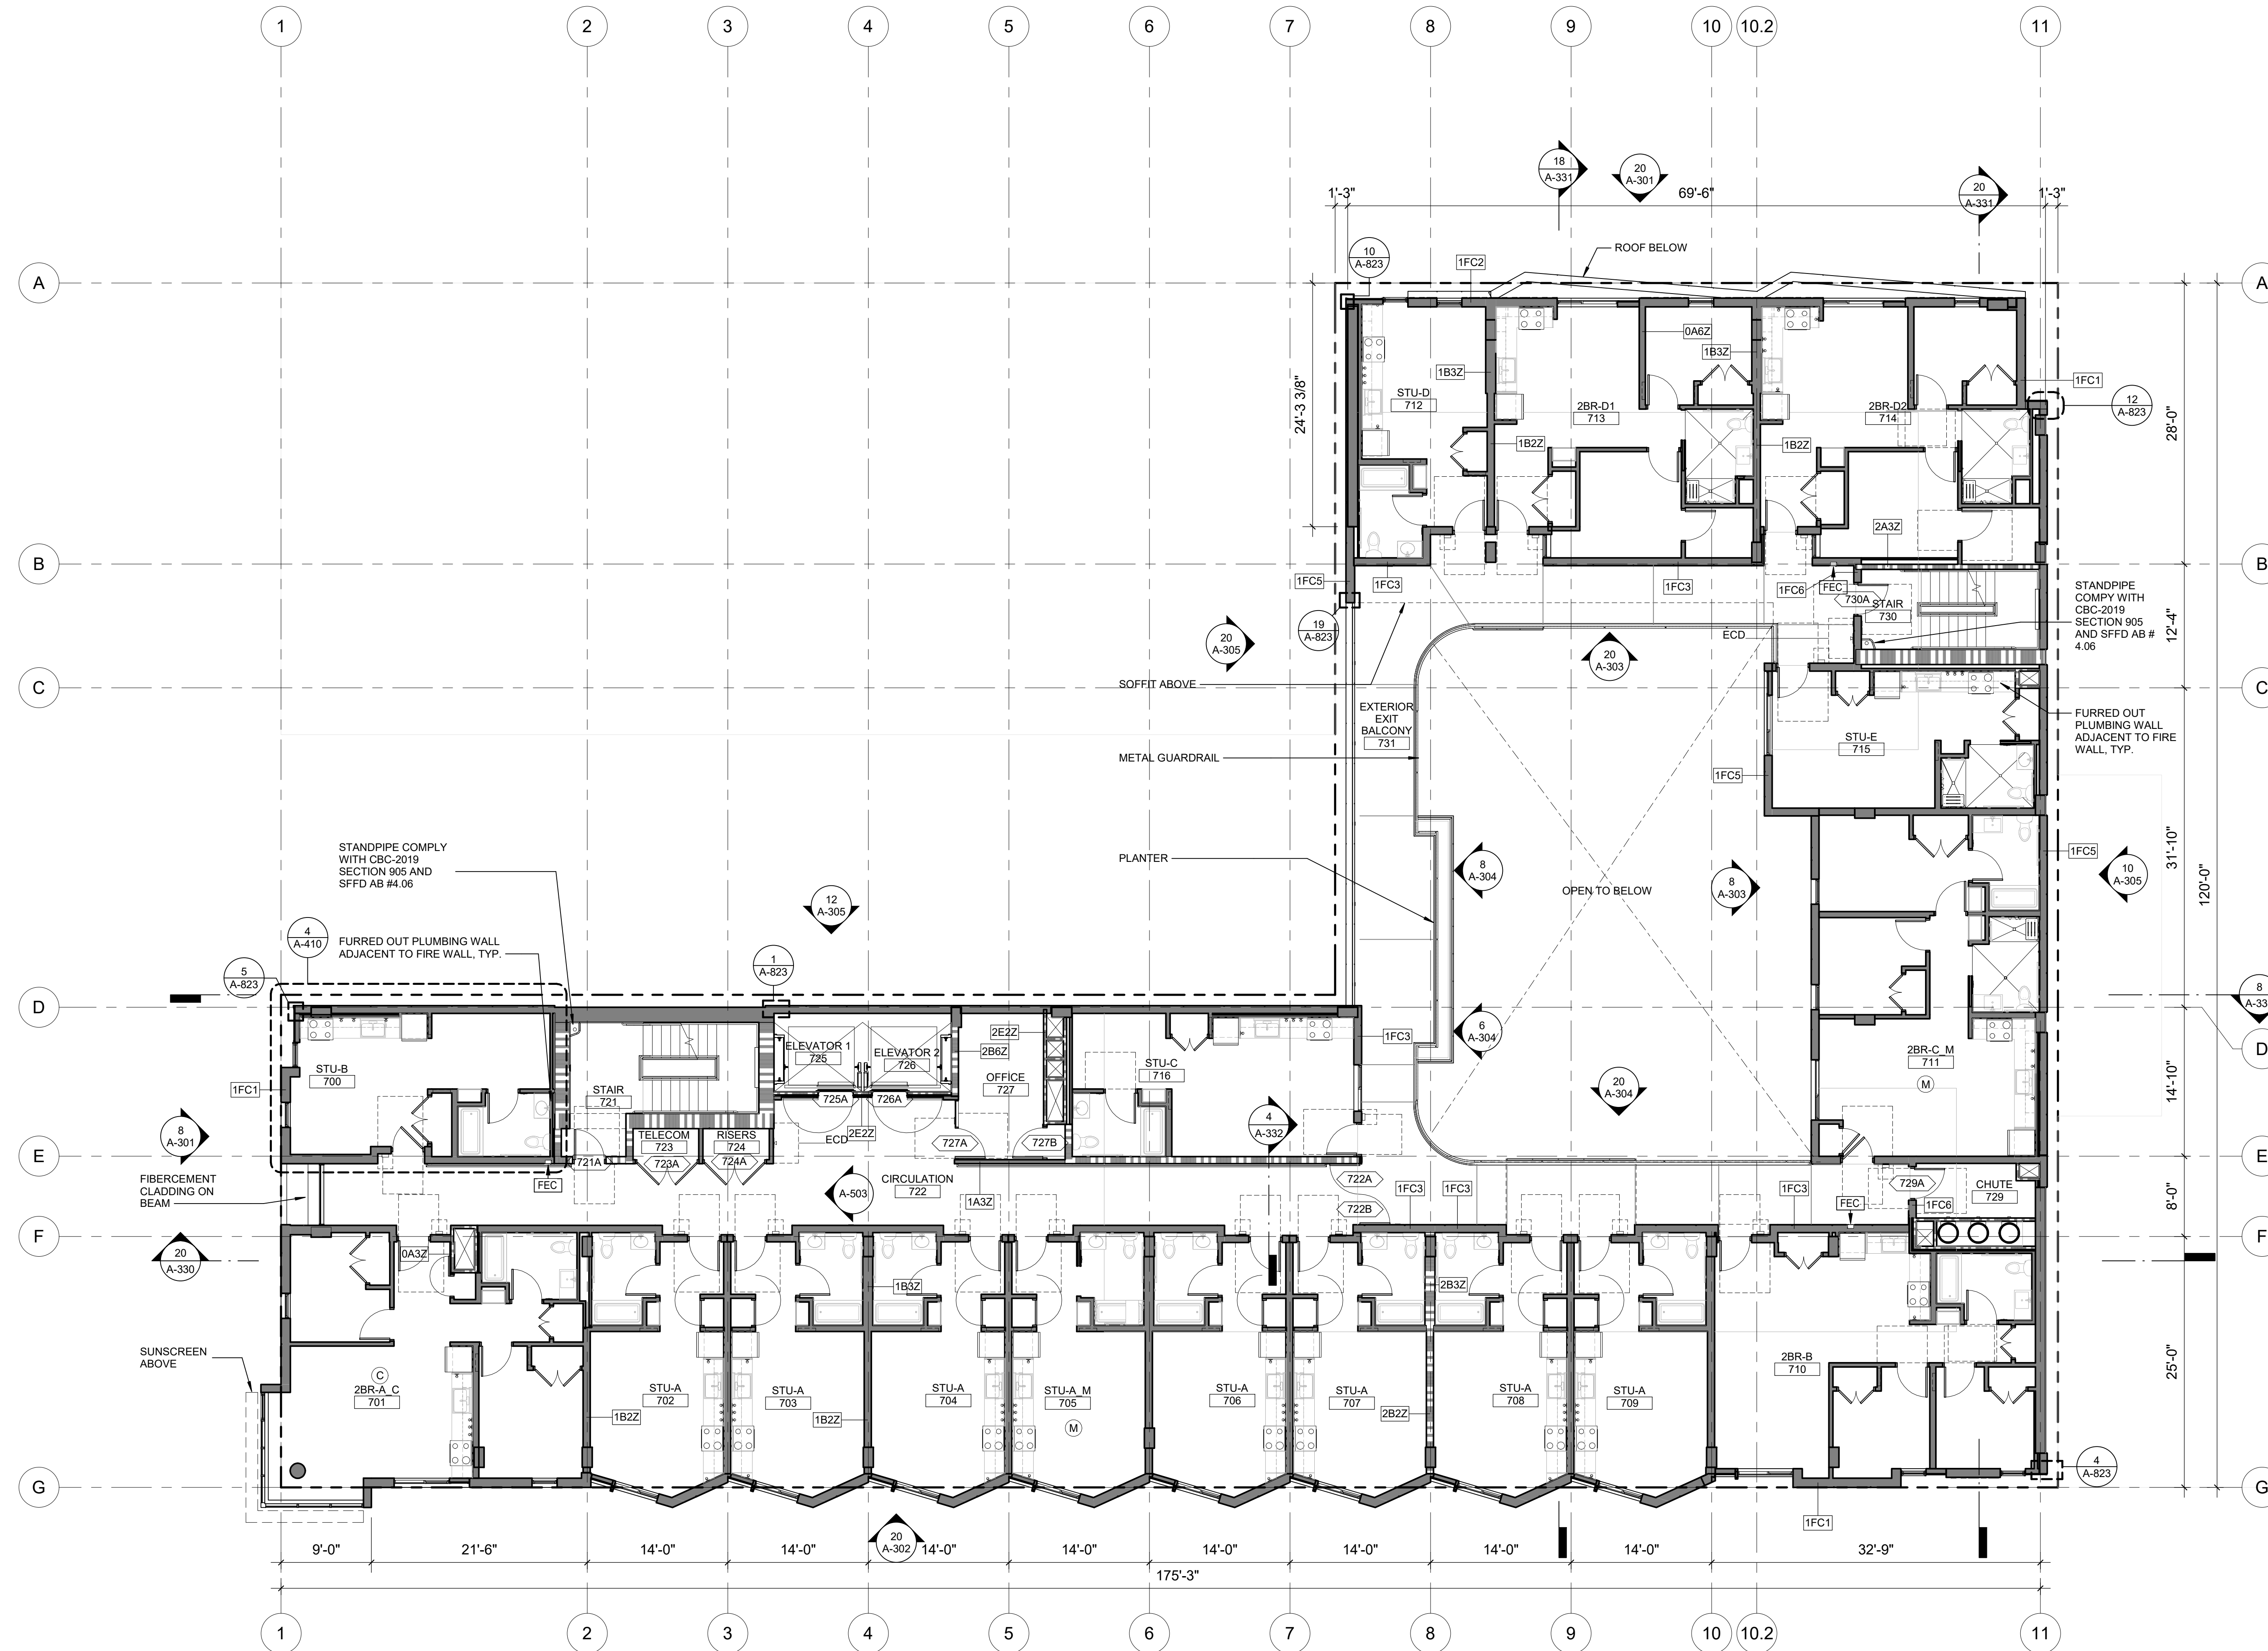 1 2 3 4 5 6 7 8 9 10 10.2 11
18
A-331
20
A-301
20
A-331
1'-3"
69'-6"
1'-3"
ROOF BELOW
10
A-823
1FC2
A
A
0A6Z
1B3Z
1B3Z
1FC1
STU-D
712
2BR-D1
713
2BR-D2
714
12
A-823
24'-3 3/8"
28'-0"
1B2Z
1B2Z
2A3Z
B
B
1FC5
1FC3
1FC3
1FC6
FEC
730A
STAIR
730
STANDPIPE
COMPY WITH
CBC-2019
SECTION 905
AND SFFD AB #
4.06
12'-4"
19
A-823
20
A-305
20
A-303
ECD
SOFFIT ABOVE
C
C
EXTERIOR
EXIT
BALCONY
731
FURRED OUT
PLUMBING WALL
ADJACENT TO FIRE
WALL, TYP.
STU-E
715
METAL GUARDRAIL
1FC5
STANDPIPE COMPLY
WITH CBC-2019
SECTION 905 AND
SFFD AB #4.06
PLANTER
8
A-304
8
A-303
OPEN TO BELOW
1FC5
10
A-305
31'-10"
120'-0"
12
A-305
4
A-410
FURRED OUT PLUMBING WALL
ADJACENT TO FIRE WALL, TYP.
5
A-823
1
A-823
8
D
D
6
A-304
2E2Z
2B6Z
1FC3
ELEVATOR 1
725
ELEVATOR 2
726
STU-B
700
OFFICE
727
STU-C
716
2BR-C_M
711
M
1FC1
STAIR
721
725A
726A
20
A-304
14'-10"
8
A-301
TELECOM
723
RISERS
724
ECD
2E2Z
727A
727B
4
A-332
E
E
721A
723A
724A
FEC
FIBERCEMENT
CLADDING ON
BEAM
A-503
CIRCULATION
722
1A3Z
722A
722B
1FC3
1FC3
1FC3
FEC
729A
CHUTE
729
1FC6
8'-0"
F
F
20
A-330
0A3Z
1B3Z
2B3Z
SUNSCREEN
ABOVE
C
2BR-A_C
701
STU-A
702
STU-A
703
STU-A
704
STU-A_M
705
M
STU-A
706
STU-A
707
STU-A
708
STU-A
709
2BR-B
710
25'-0"
1B2Z
1B2Z
2B2Z
4
A-823
G
G
1FC1
20
A-302
9'-0" 21'-6" 14'-0" 14'-0" 14'-0" 14'-0" 14'-0" 14'-0" 14'-0" 14'-0" 32'-9"
175'-3"
1 2 3 4 5 6 7 8 9 10 10.2 11